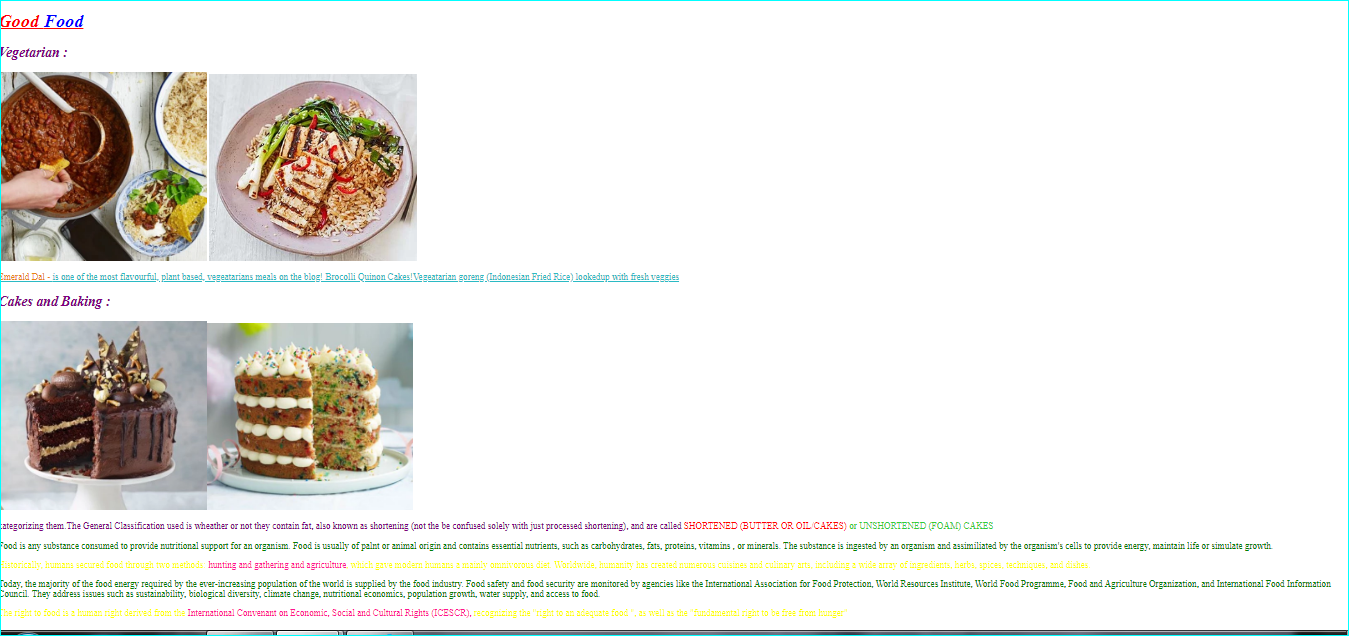 Good Food
Vegetarian :
Emerald Dal - is one of the most flavourful, plant based, vegeatarians meals on the blog! Brocolli Quinon Cakes!Vegeatarian goreng (Indonesian Fried Rice) lookedup with fresh veggies
Cakes and Baking :
categorizing them.The General Classification used is wheather or not they contain fat, also known as shortening (not the be confused solely with just processed shortening), and are called SHORTENED (BUTTER OR OIL/CAKES) or UNSHORTENED (FOAM) CAKES
Food is any substance consumed to provide nutritional support for an organism. Food is usually of palnt or animal origin and contains essential nutrients, such as carbohydrates, fats, proteins, vitamins , or minerals. The substance is ingested by an organism and assimiliated by the organism's cells to provide energy, maintain life or simulate growth.
Historically, humans secured food through two methods: hunting and gathering and agriculture, which gave modern humans a mainly omnivorous diet. Worldwide, humanity has created numerous cuisines and culinary arts, including a wide array of ingredients, herbs, spices, techniques, and dishes
Today, the majority of the food energy required by the ever-increasing population of the world is supplied by the food industry. Food safety and food security are monitored by agencies like the International Association for Food Protection, World Resources Institute, World Food Programme, Food and Agriculture Organization, and International Food Information
Council. They address issues such as sustainability, biological diversity, climate change, nutritional economics, population growth, water supply, and access to food.
The right to food is a human right derived from the International Convenant on Economic, Social and Cultural Rights (ICESCR), recognizing the "right to an adequate food ", as well as the "fundamental right to be free from hunger"